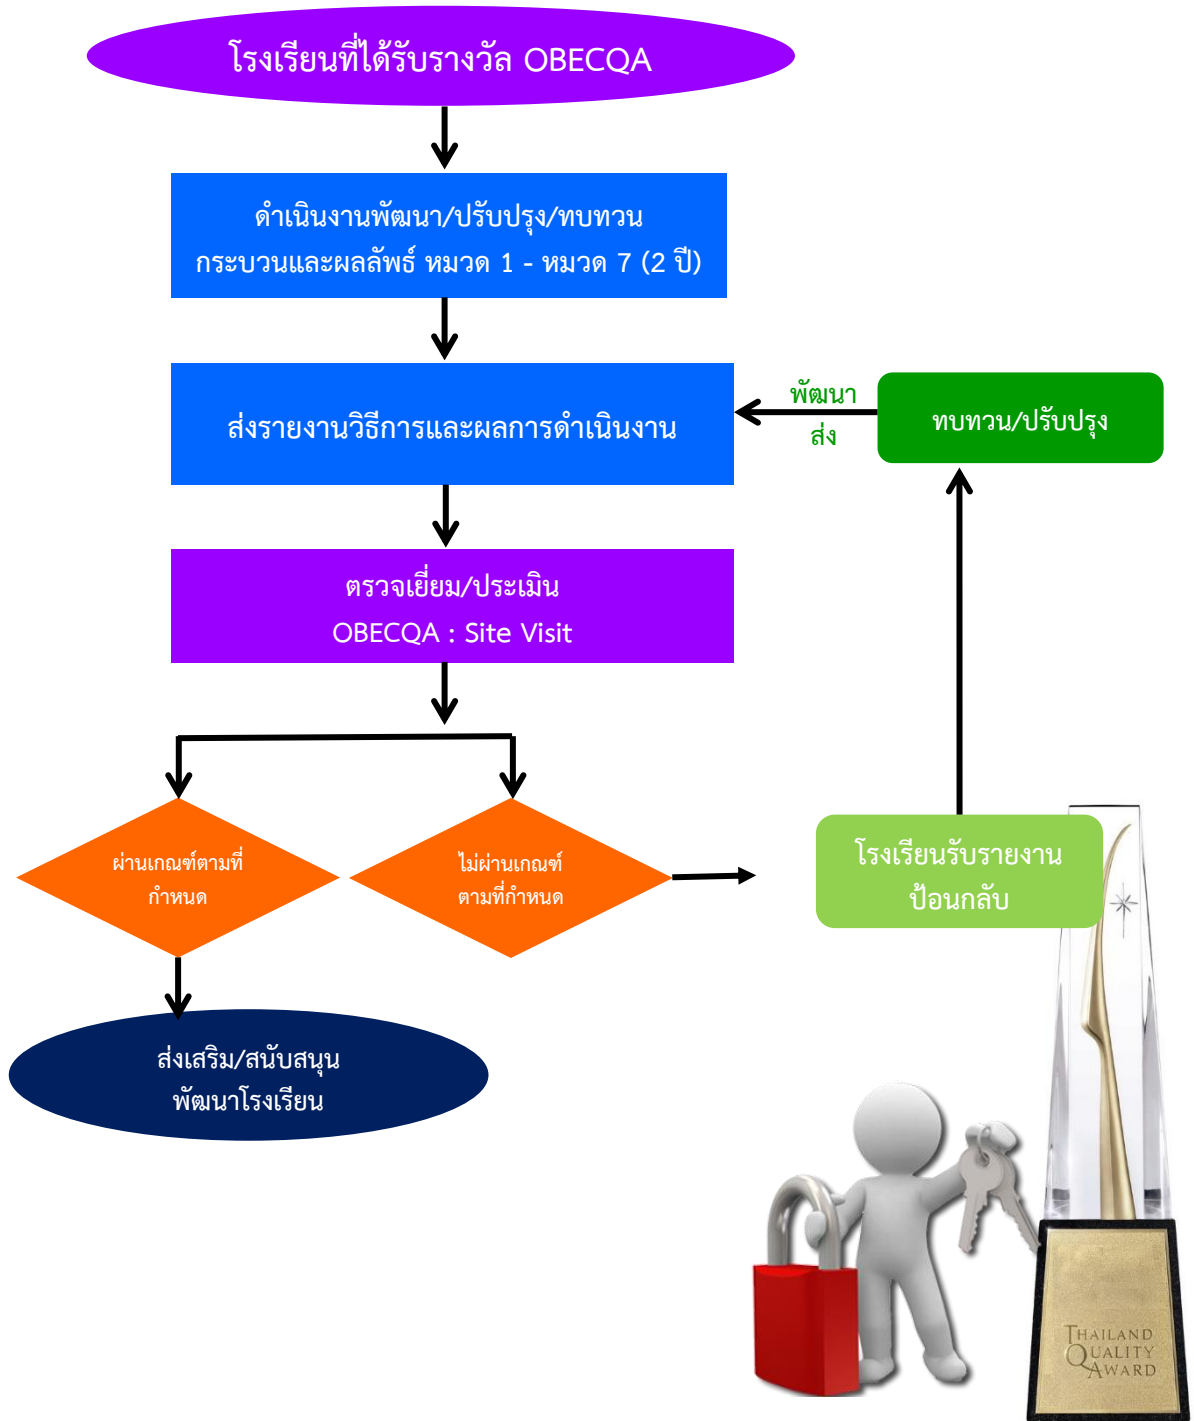 โรงเรียนที่ได้รับรางวัล OBECQA
ดำเนินงานพัฒนา/ปรับปรุง/ทบทวน
กระบวนและผลลัพธ์ หมวด 1 - หมวด 7 (2 ปี)
ส่งรายงานวิธีการและผลการดำเนินงาน
พัฒนา
ส่ง
ทบทวน/ปรับปรุง
ตรวจเยี่ยม/ประเมิน
OBECQA : Site Visit
ผ่านเกณฑ์ตามที่
กำหนด
ไม่ผ่านเกณฑ์
ตามที่กำหนด
โรงเรียนรับรายงาน
ป้อนกลับ
ส่งเสริม/สนับสนุน
พัฒนาโรงเรียน
THAILAND
QUALITY
AWARD